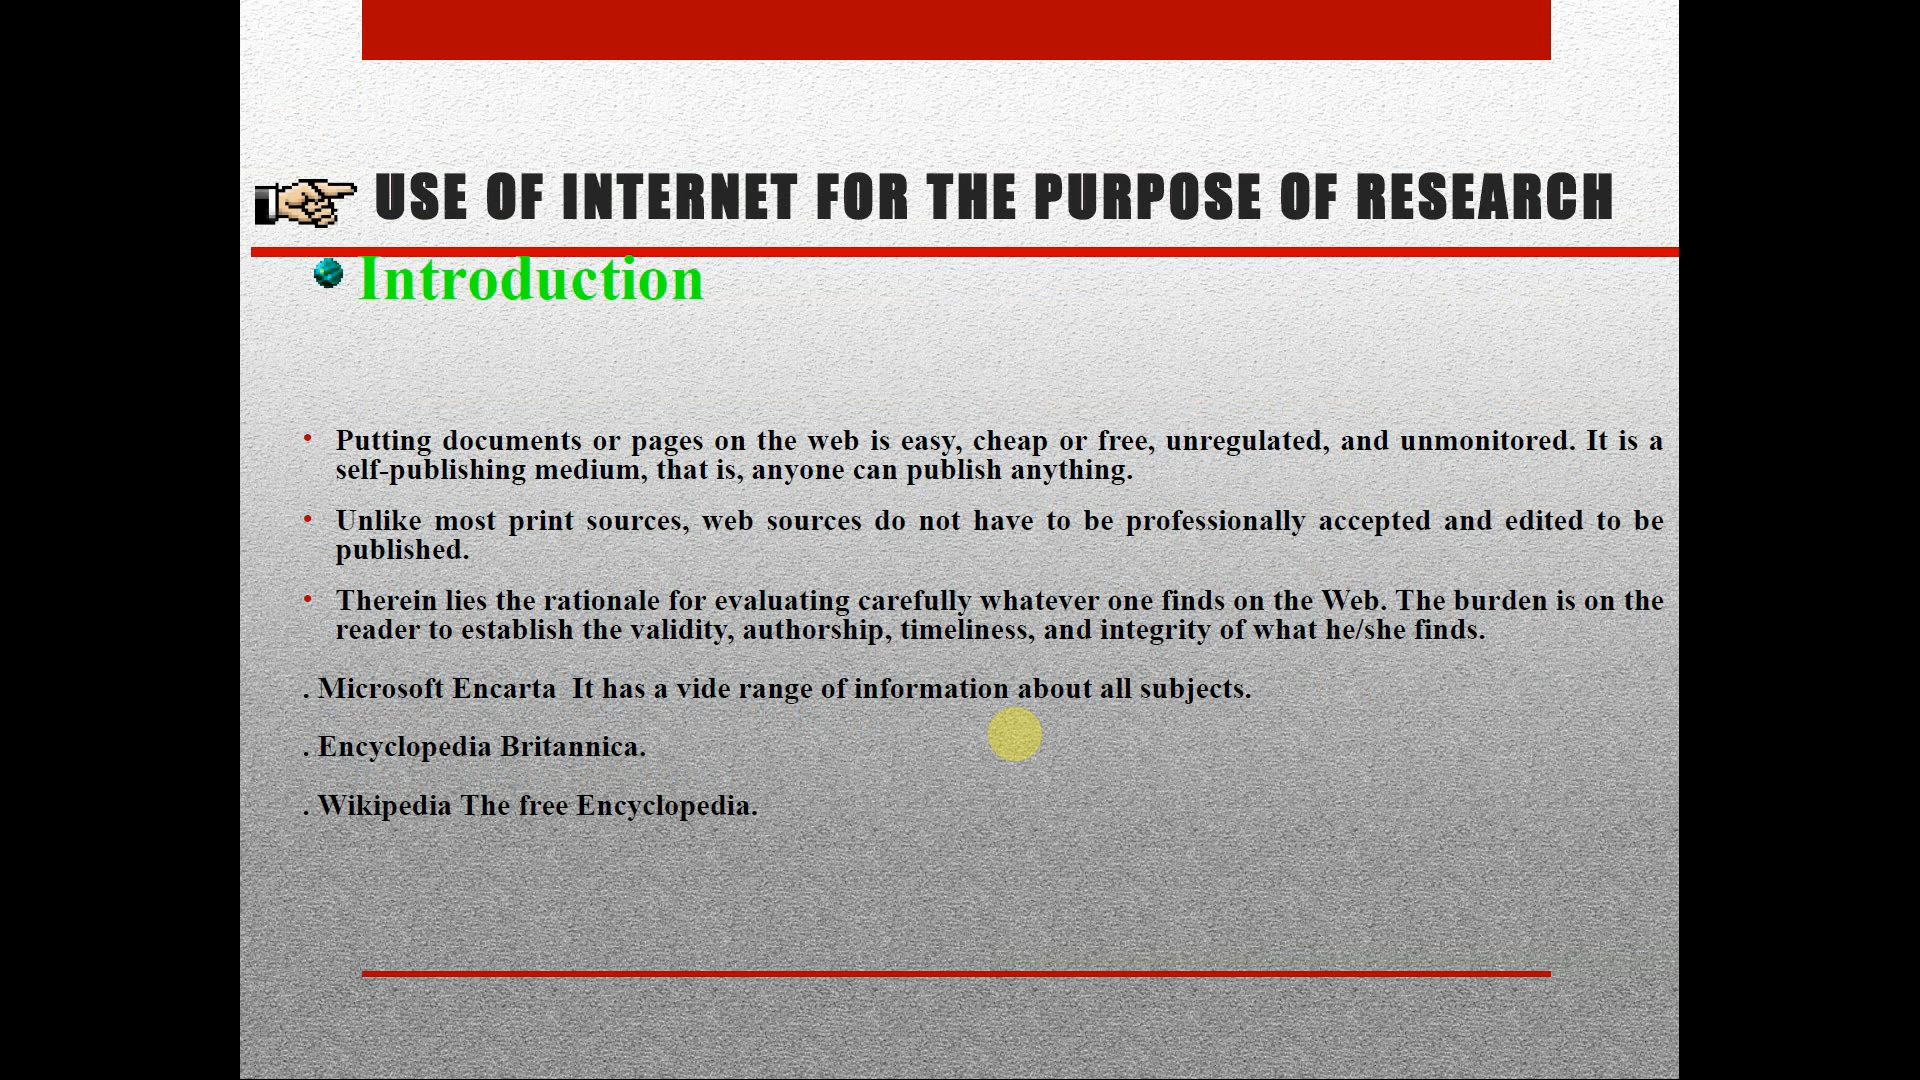 USE OF INTERNET FOR THE PURPOSE OF RESEARCH
Introduction
• Putting documents or pages on the web is easy, cheap or free, unregulated, and unmonitored. It is a
self-publishing medium, that is, anyone can publish anything.
• Unlike most print sources, web sources do not have to be professionally accepted and edited to be
published.
• Therein lies the rationale for evaluating carefully whatever one finds on the Web. The burden is on the
reader to establish the validity, authorship, timeliness, and integrity of what he/she finds.
. Microsoft Encarta  It has a vide range of information about all subjects.
. Encyclopedia Britannica.
. Wikipedia The free Encyclopedia.